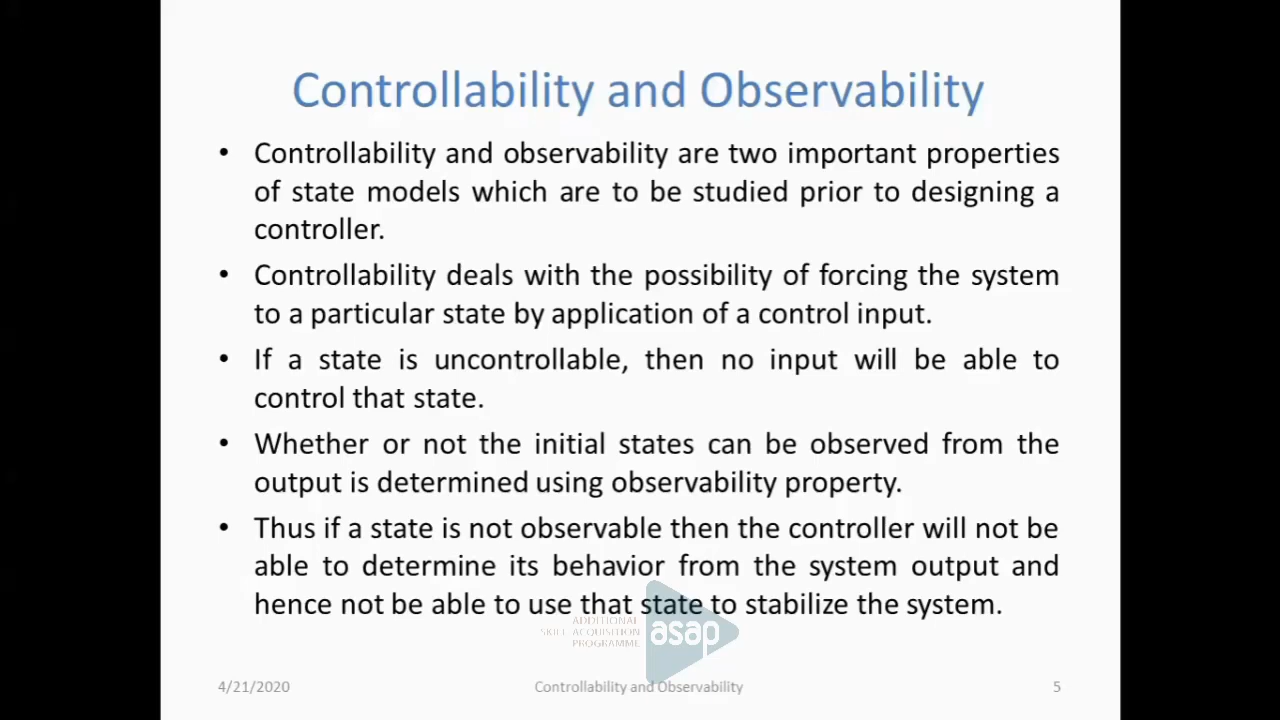 Controllability and Observability
• Controllability and observability are two important properties
of state models which are to be studied prior to designing a
controller.
• Controllability deals with the possibility of forcing the system
to a particular state by application of a control input.
• If a state is uncontrollable, then no input will be able to
control that state.
• Whether or not the initial states can be observed from the
output is determined using observability property.
• Thus if a state is not observable then the controller will not be
able to determine its behavior from the system output and
hence not be able to use that state to stabilize the system.
ADDITIONAL
SKILL ACQUISITION
PROGRAMME
asap
4/21/2020
Controllability and Observability
5